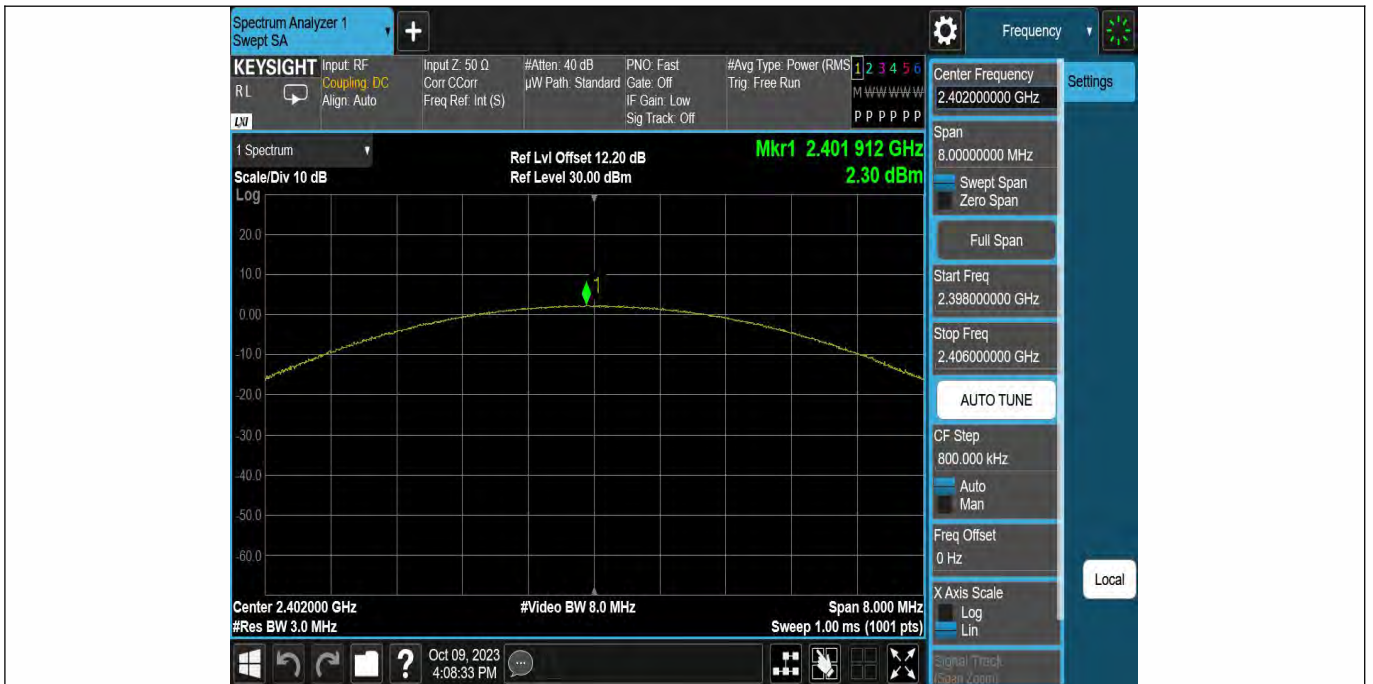 Spectrum Analyzer 1
Swept SA
+
Frequency
KEYSIGHT
RL
LXI
Input: RF
Coupling: DC
Align: Auto
Input Z: 50 Ω
Corr CCorr
Freq Ref: Int (S)
#Atten: 40 dB
µW Path: Standard
PNO: Fast
Gate: Off
IF Gain: Low
Sig Track: Off
#Avg Type: Power (RMS
Trig: Free Run
1 2 3 4 5 6
M W W W W W
P P P P P P
1 Spectrum
Scale/Div 10 dB
Log
Ref Lvl Offset 12.20 dB
Ref Level 30.00 dBm
Mkr1 2.401 912 GHz
2.30 dBm
20.0
10.0
0.00
-10.0
-20.0
-30.0
-40.0
-50.0
-60.0
1
Center 2.402000 GHz
#Res BW 3.0 MHz
#Video BW 8.0 MHz
Span 8.000 MHz
Sweep 1.00 ms (1001 pts)
Center Frequency
2.402000000 GHz
Settings
Span
8.00000000 MHz
Swept Span
Zero Span
Full Span
Start Freq
2.398000000 GHz
Stop Freq
2.406000000 GHz
AUTO TUNE
CF Step
800.000 kHz
Auto
Man
Freq Offset
0 Hz
X Axis Scale
Log
Lin
Signal Track
(Span Zoom)
Local
?
Oct 09, 2023
4:08:33 PM